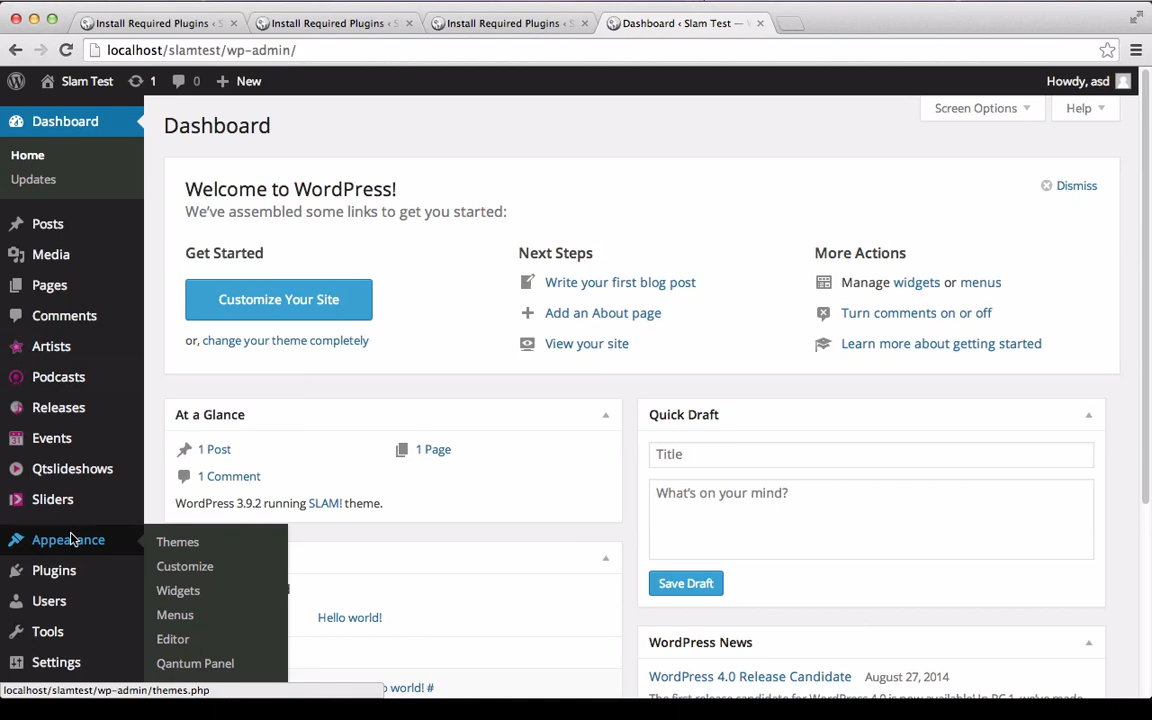 Install Required Plugins ‹ S
Install Required Plugins ‹ S
Install Required Plugins ‹ S
Dashboard ‹ Slam Test —
localhost/slamtest/wp-admin/
Slam Test 1 0 New
Howdy, asd
Dashboard
Home
Updates
Posts
Media
Pages
Comments
Artists
Podcasts
Releases
Events
Qtslideshows
Sliders
Appearance
Plugins
Users
Tools
Settings
Themes
Customize
Widgets
Menus
Editor
Qantum Panel
localhost/slamtest/wp-admin/themes.php
Dashboard
Screen Options
Help
Welcome to WordPress!
We've assembled some links to get you started:
Dismiss
Get Started
Customize Your Site
or, change your theme completely
Next Steps
Write your first blog post
Add an About page
View your site
More Actions
Manage widgets or menus
Turn comments on or off
Learn more about getting started
At a Glance
1 Post
1 Page
1 Comment
WordPress 3.9.2 running SLAM! theme.
Hello world!
o world! #
Quick Draft
Title
What's on your mind?
Save Draft
WordPress News
WordPress 4.0 Release Candidate August 27, 2014